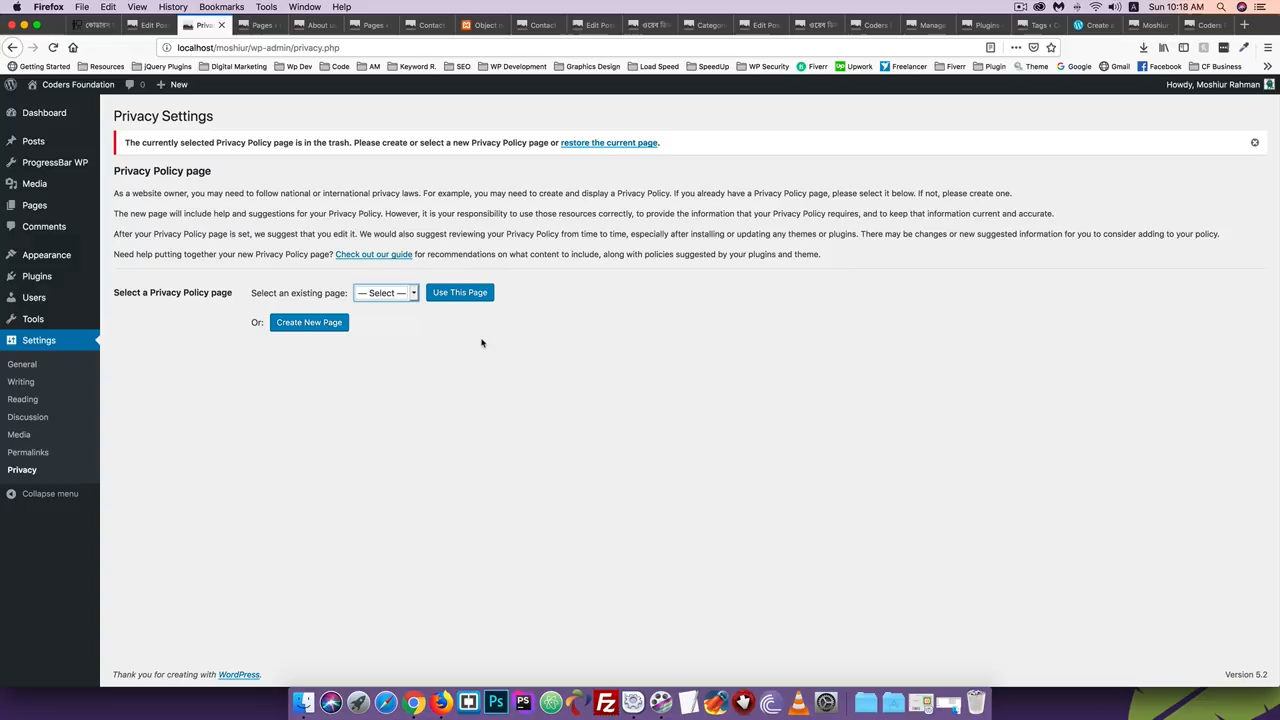 Firefox File Edit View History Bookmarks Tools Window Help Sun 10:18 AM
Edit Po Priva Pages Abou Pages Contac Object n Contact Edit Pos Coders Manage Plugins Tags Create Moshiur Coders
localhost/moshiur/wp-admin/privacy.php
Getting Started Resources jQuery Plugins Digital Marketing Wp Dev Code AM Keyword R. SEO WP Development Graphics Design Load Speed SpeedUp WP Security Fiverr Upwork Freelancer Fiverr Plugin Theme Google Gmail Facebook CF Business
Coders Foundation 0 New Howdy, Moshiur Rahman
Dashboard
Posts
ProgressBar WP
Media
Pages
Comments
Appearance
Plugins
Users
Tools
Settings
General
Writing
Reading
Discussion
Media
Permalinks
Privacy
Collapse menu
Privacy Settings
The currently selected Privacy Policy page is in the trash. Please create or select a new Privacy Policy page or restore the current page.
Privacy Policy page
As a website owner, you may need to follow national or international privacy laws. For example, you may need to create and display a Privacy Policy. If you already have a Privacy Policy page, please select it below. If not, please create one.
The new page will include help and suggestions for your Privacy Policy. However, it is your responsibility to use those resources correctly, to provide the information that your Privacy Policy requires, and to keep that information current and accurate.
After your Privacy Policy page is set, we suggest that you edit it. We would also suggest reviewing your Privacy Policy from time to time, especially after installing or updating any themes or plugins. There may be changes or new suggested information for you to consider adding to your policy.
Need help putting together your new Privacy Policy page? Check out our guide for recommendations on what content to include, along with policies suggested by your plugins and theme.
Select a Privacy Policy page Select an existing page: — Select — Use This Page
Or: Create New Page
Thank you for creating with WordPress. Version 5.2